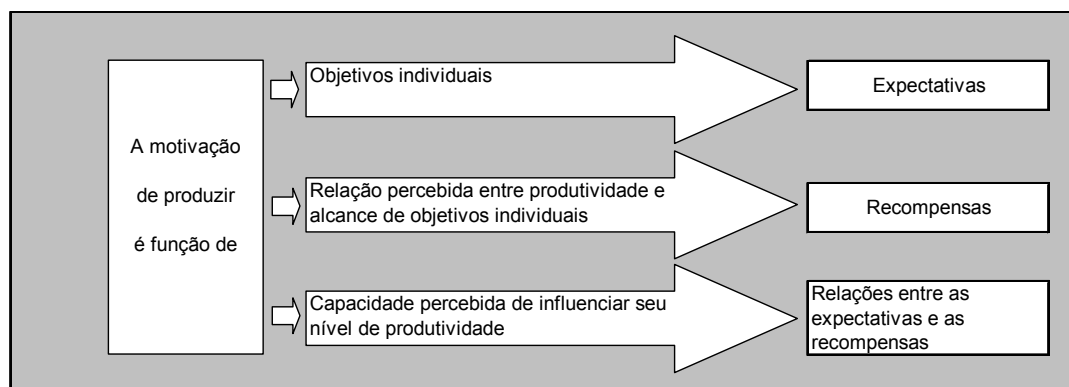 A motivação
de produzir
é função de
Objetivos individuais
Expectativas
Relação percebida entre produtividade e
alcance de objetivos individuais
Recompensas
Capacidade percebida de influenciar seu
nível de produtividade
Relações entre as
expectativas e as
recompensas